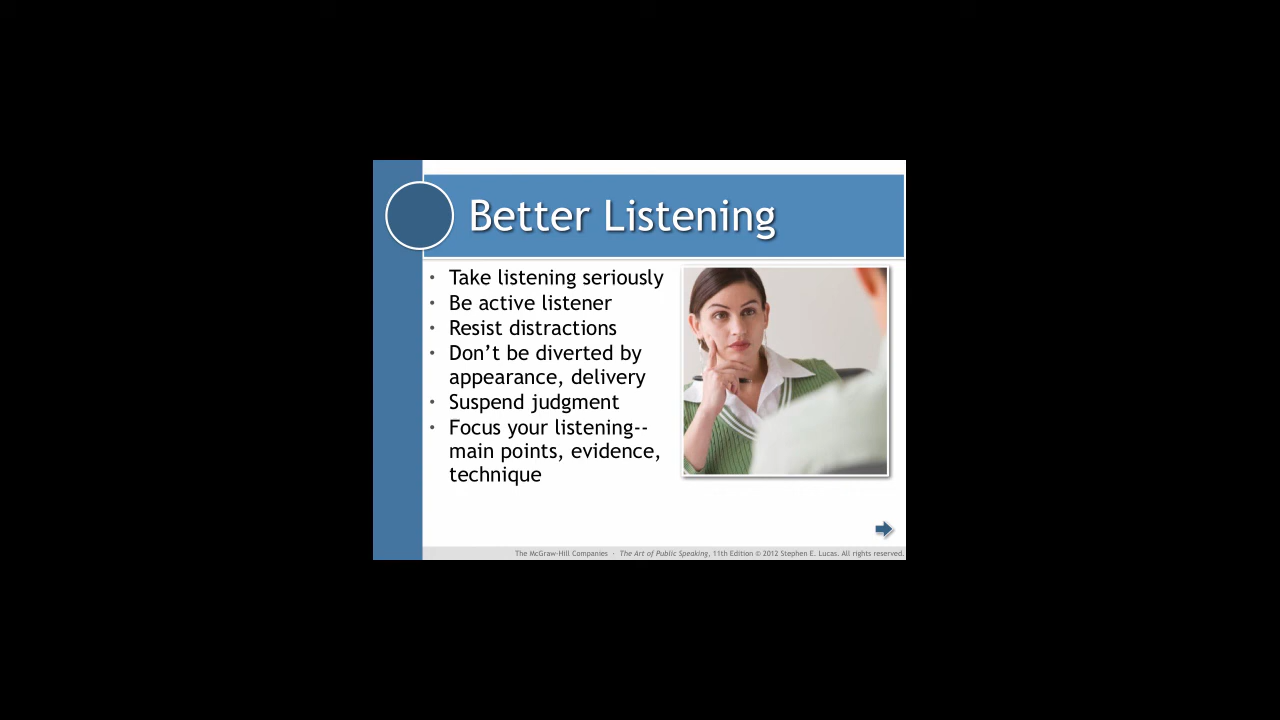 Better Listening
• Take listening seriously
• Be active listener
• Resist distractions
• Don’t be diverted by
appearance, delivery
• Suspend judgment
• Focus your listening--
main points, evidence,
technique
The McGraw-Hill Companies - The Art of Public Speaking, 11th Edition © 2012 Stephen E. Lucas. All rights reserved.